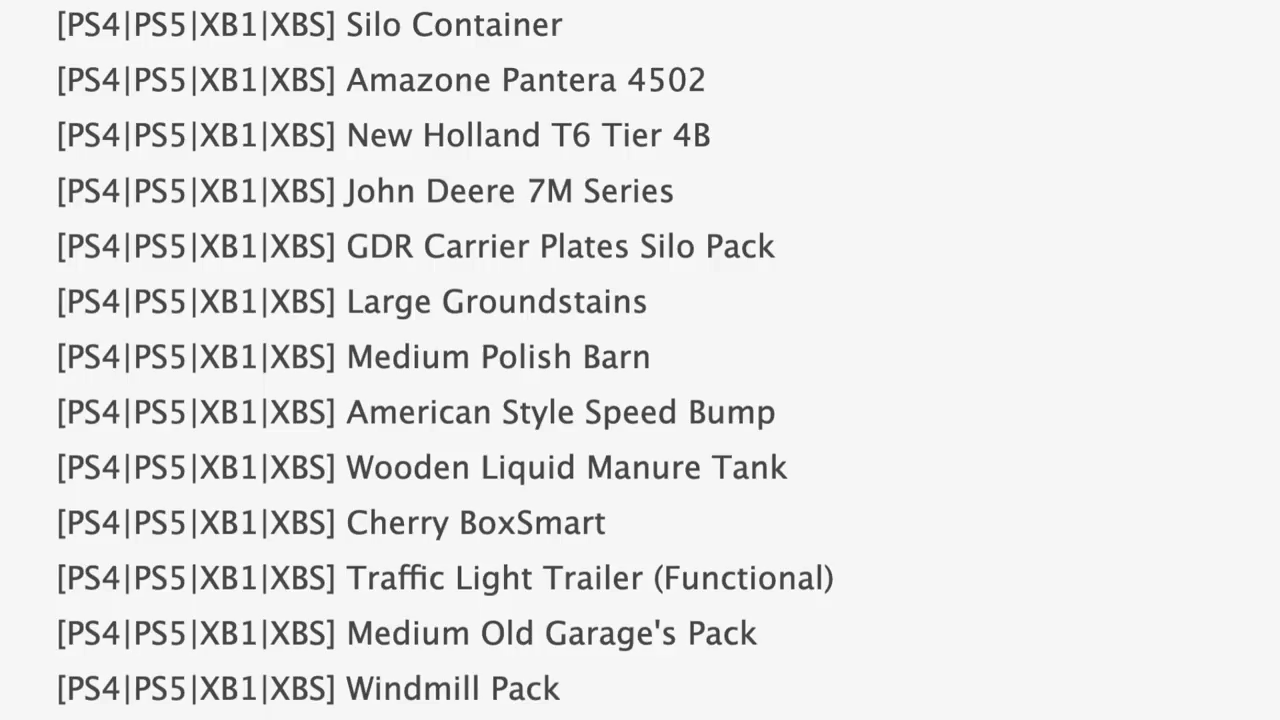 [PS4|PS5|XB1|XBS] Silo Container
[PS4|PS5|XB1|XBS] Amazone Pantera 4502
[PS4|PS5|XB1|XBS] New Holland T6 Tier 4B
[PS4|PS5|XB1|XBS] John Deere 7M Series
[PS4|PS5|XB1|XBS] GDR Carrier Plates Silo Pack
[PS4|PS5|XB1|XBS] Large Groundstains
[PS4|PS5|XB1|XBS] Medium Polish Barn
[PS4|PS5|XB1|XBS] American Style Speed Bump
[PS4|PS5|XB1|XBS] Wooden Liquid Manure Tank
[PS4|PS5|XB1|XBS] Cherry BoxSmart
[PS4|PS5|XB1|XBS] Traffic Light Trailer (Functional)
[PS4|PS5|XB1|XBS] Medium Old Garage's Pack
[PS4|PS5|XB1|XBS] Windmill Pack